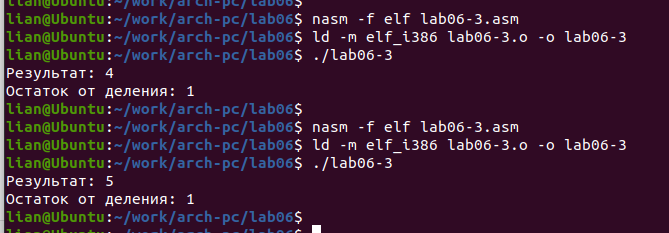 lian@Ubuntu:~/work/arch-pc/lab06$
lian@Ubuntu:~/work/arch-pc/lab06$ nasm -f elf lab06-3.asm
lian@Ubuntu:~/work/arch-pc/lab06$ ld -m elf_i386 lab06-3.o -o lab06-3
lian@Ubuntu:~/work/arch-pc/lab06$ ./lab06-3
Результат: 4
Остаток от деления: 1
lian@Ubuntu:~/work/arch-pc/lab06$
lian@Ubuntu:~/work/arch-pc/lab06$ nasm -f elf lab06-3.asm
lian@Ubuntu:~/work/arch-pc/lab06$ ld -m elf_i386 lab06-3.o -o lab06-3
lian@Ubuntu:~/work/arch-pc/lab06$ ./lab06-3
Результат: 5
Остаток от деления: 1
lian@Ubuntu:~/work/arch-pc/lab06$
lian@Ubuntu:~/work/arch-pc/lab06$